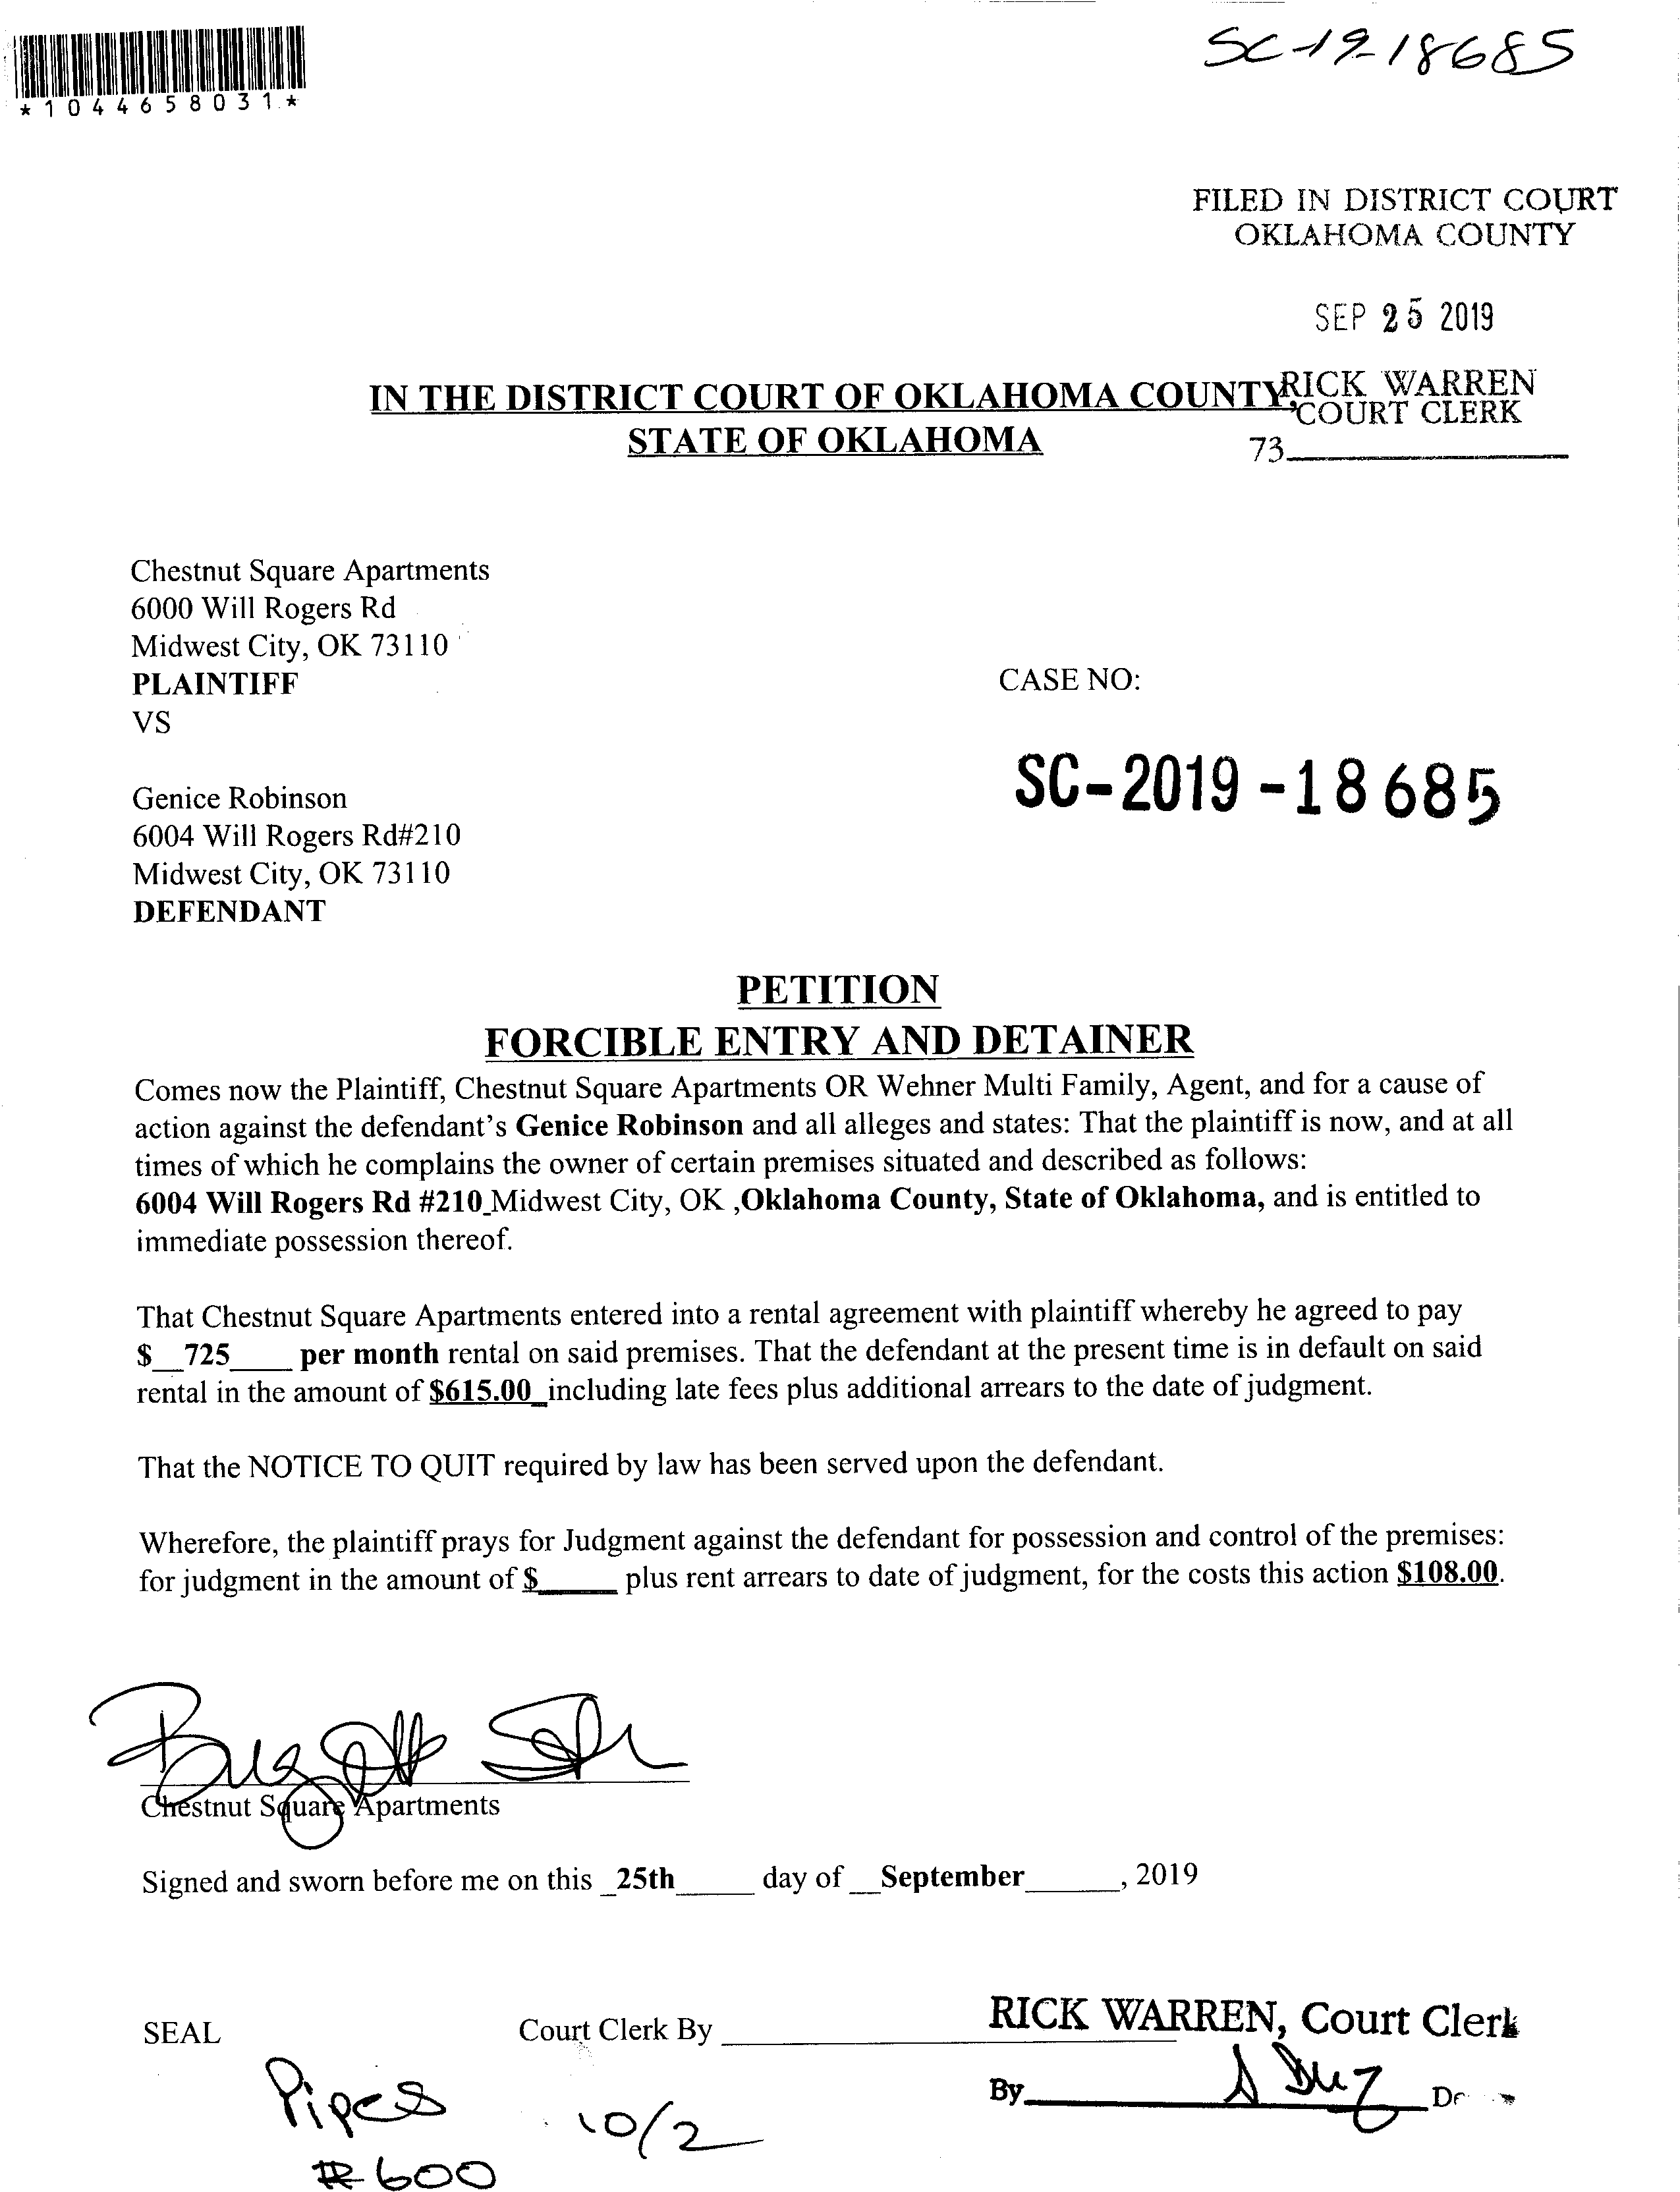 *1044658031*
SC-19-18685
FILED IN DISTRICT COURT
OKLAHOMA COUNTY
SEP 25 2019
RICK WARREN
COURT CLERK
73
IN THE DISTRICT COURT OF OKLAHOMA COUNTY,
STATE OF OKLAHOMA
Chestnut Square Apartments
6000 Will Rogers Rd
Midwest City, OK 73110
PLAINTIFF
VS
CASE NO:
SC-2019-18685
Genice Robinson
6004 Will Rogers Rd#210
Midwest City, OK 73110
DEFENDANT
PETITION
FORCIBLE ENTRY AND DETAINER
Comes now the Plaintiff, Chestnut Square Apartments OR Wehner Multi Family, Agent, and for a cause of
action against the defendant's Genice Robinson and all alleges and states: That the plaintiff is now, and at all
times of which he complains the owner of certain premises situated and described as follows:
6004 Will Rogers Rd #210_Midwest City, OK ,Oklahoma County, State of Oklahoma, and is entitled to
immediate possession thereof.
That Chestnut Square Apartments entered into a rental agreement with plaintiff whereby he agreed to pay
$__725____ per month rental on said premises. That the defendant at the present time is in default on said
rental in the amount of $615.00_including late fees plus additional arrears to the date of judgment.
That the NOTICE TO QUIT required by law has been served upon the defendant.
Wherefore, the plaintiff prays for Judgment against the defendant for possession and control of the premises:
for judgment in the amount of $_____ plus rent arrears to date of judgment, for the costs this action $108.00.
Chestnut Square Apartments
Signed and sworn before me on this _25th_____ day of __September______, 2019
SEAL
Court Clerk By
RICK WARREN, Court Clerk
By
Pipes
10/2
#600